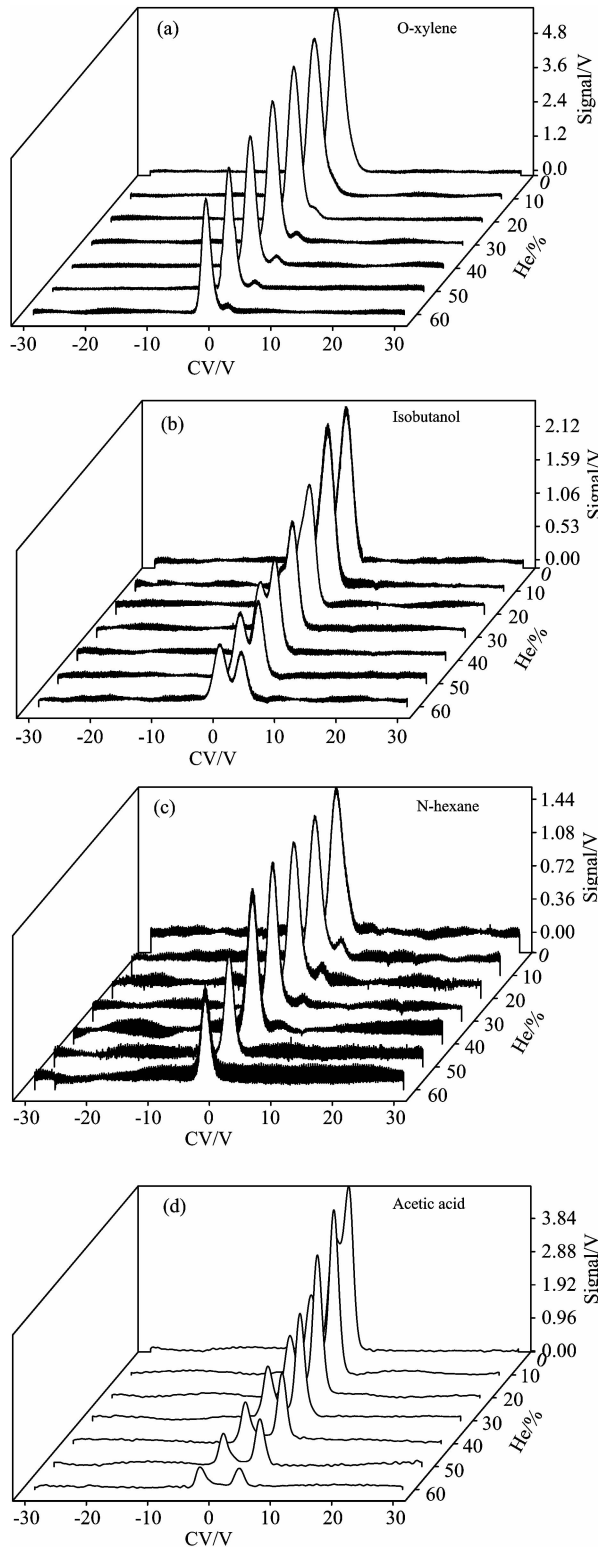 (a)
O-xylene
4.8
3.6
2.4
1.2
0.0
Signal/V
0
10
20
30
40
50
60
He/%
-30 -20 -10 0 10 20 30
CV/V
(b)
Isobutanol
2.12
1.59
1.06
0.53
0.00
Signal/V
0
10
20
30
40
50
60
He/%
-30 -20 -10 0 10 20 30
CV/V
(c)
N-hexane
1.44
1.08
0.72
0.36
0.00
Signal/V
0
10
20
30
40
50
60
He/%
-30 -20 -10 0 10 20 30
CV/V
(d)
Acetic acid
3.84
2.88
1.92
0.96
0.00
Signal/V
0
10
20
30
40
50
60
He/%
-30 -20 -10 0 10 20 30
CV/V